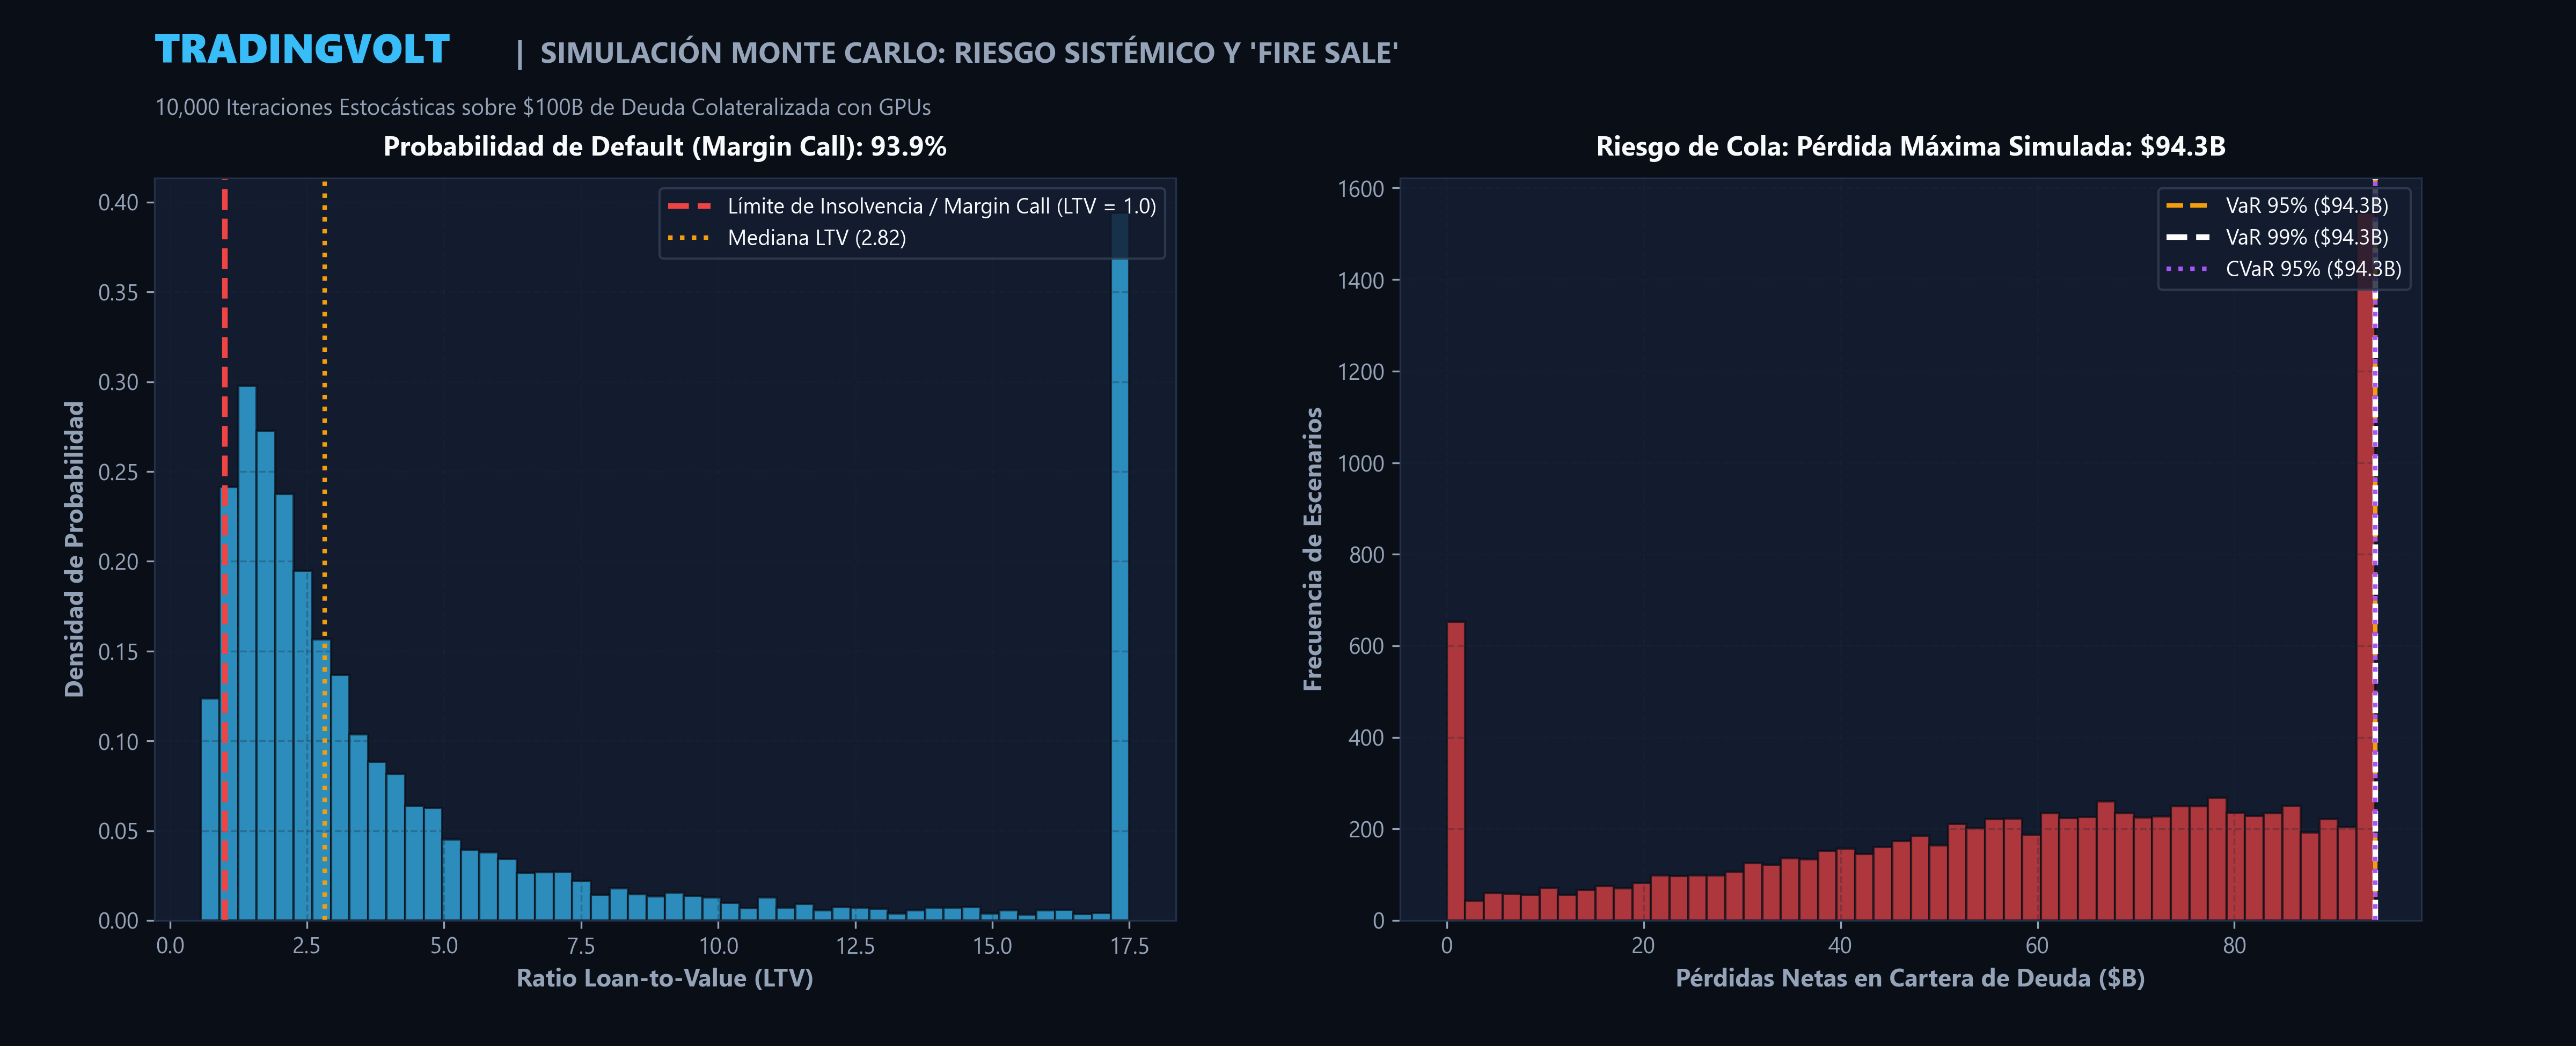 TRADINGVOLT | SIMULACIÓN MONTE CARLO: RIESGO SISTÉMICO Y 'FIRE SALE'
10,000 Iteraciones Estocásticas sobre $100B de Deuda Colateralizada con GPUs
Probabilidad de Default (Margin Call): 93.9%
Límite de Insolvencia / Margin Call (LTV = 1.0)
Mediana LTV (2.82)
Densidad de Probabilidad
0.40
0.35
0.30
0.25
0.20
0.15
0.10
0.05
0.00
0.0 2.5 5.0 7.5 10.0 12.5 15.0 17.5
Ratio Loan-to-Value (LTV)
Riesgo de Cola: Pérdida Máxima Simulada: $94.3B
VaR 95% ($94.3B)
VaR 99% ($94.3B)
CVaR 95% ($94.3B)
Frecuencia de Escenarios
1600
1400
1200
1000
800
600
400
200
0
0 20 40 60 80
Pérdidas Netas en Cartera de Deuda ($B)